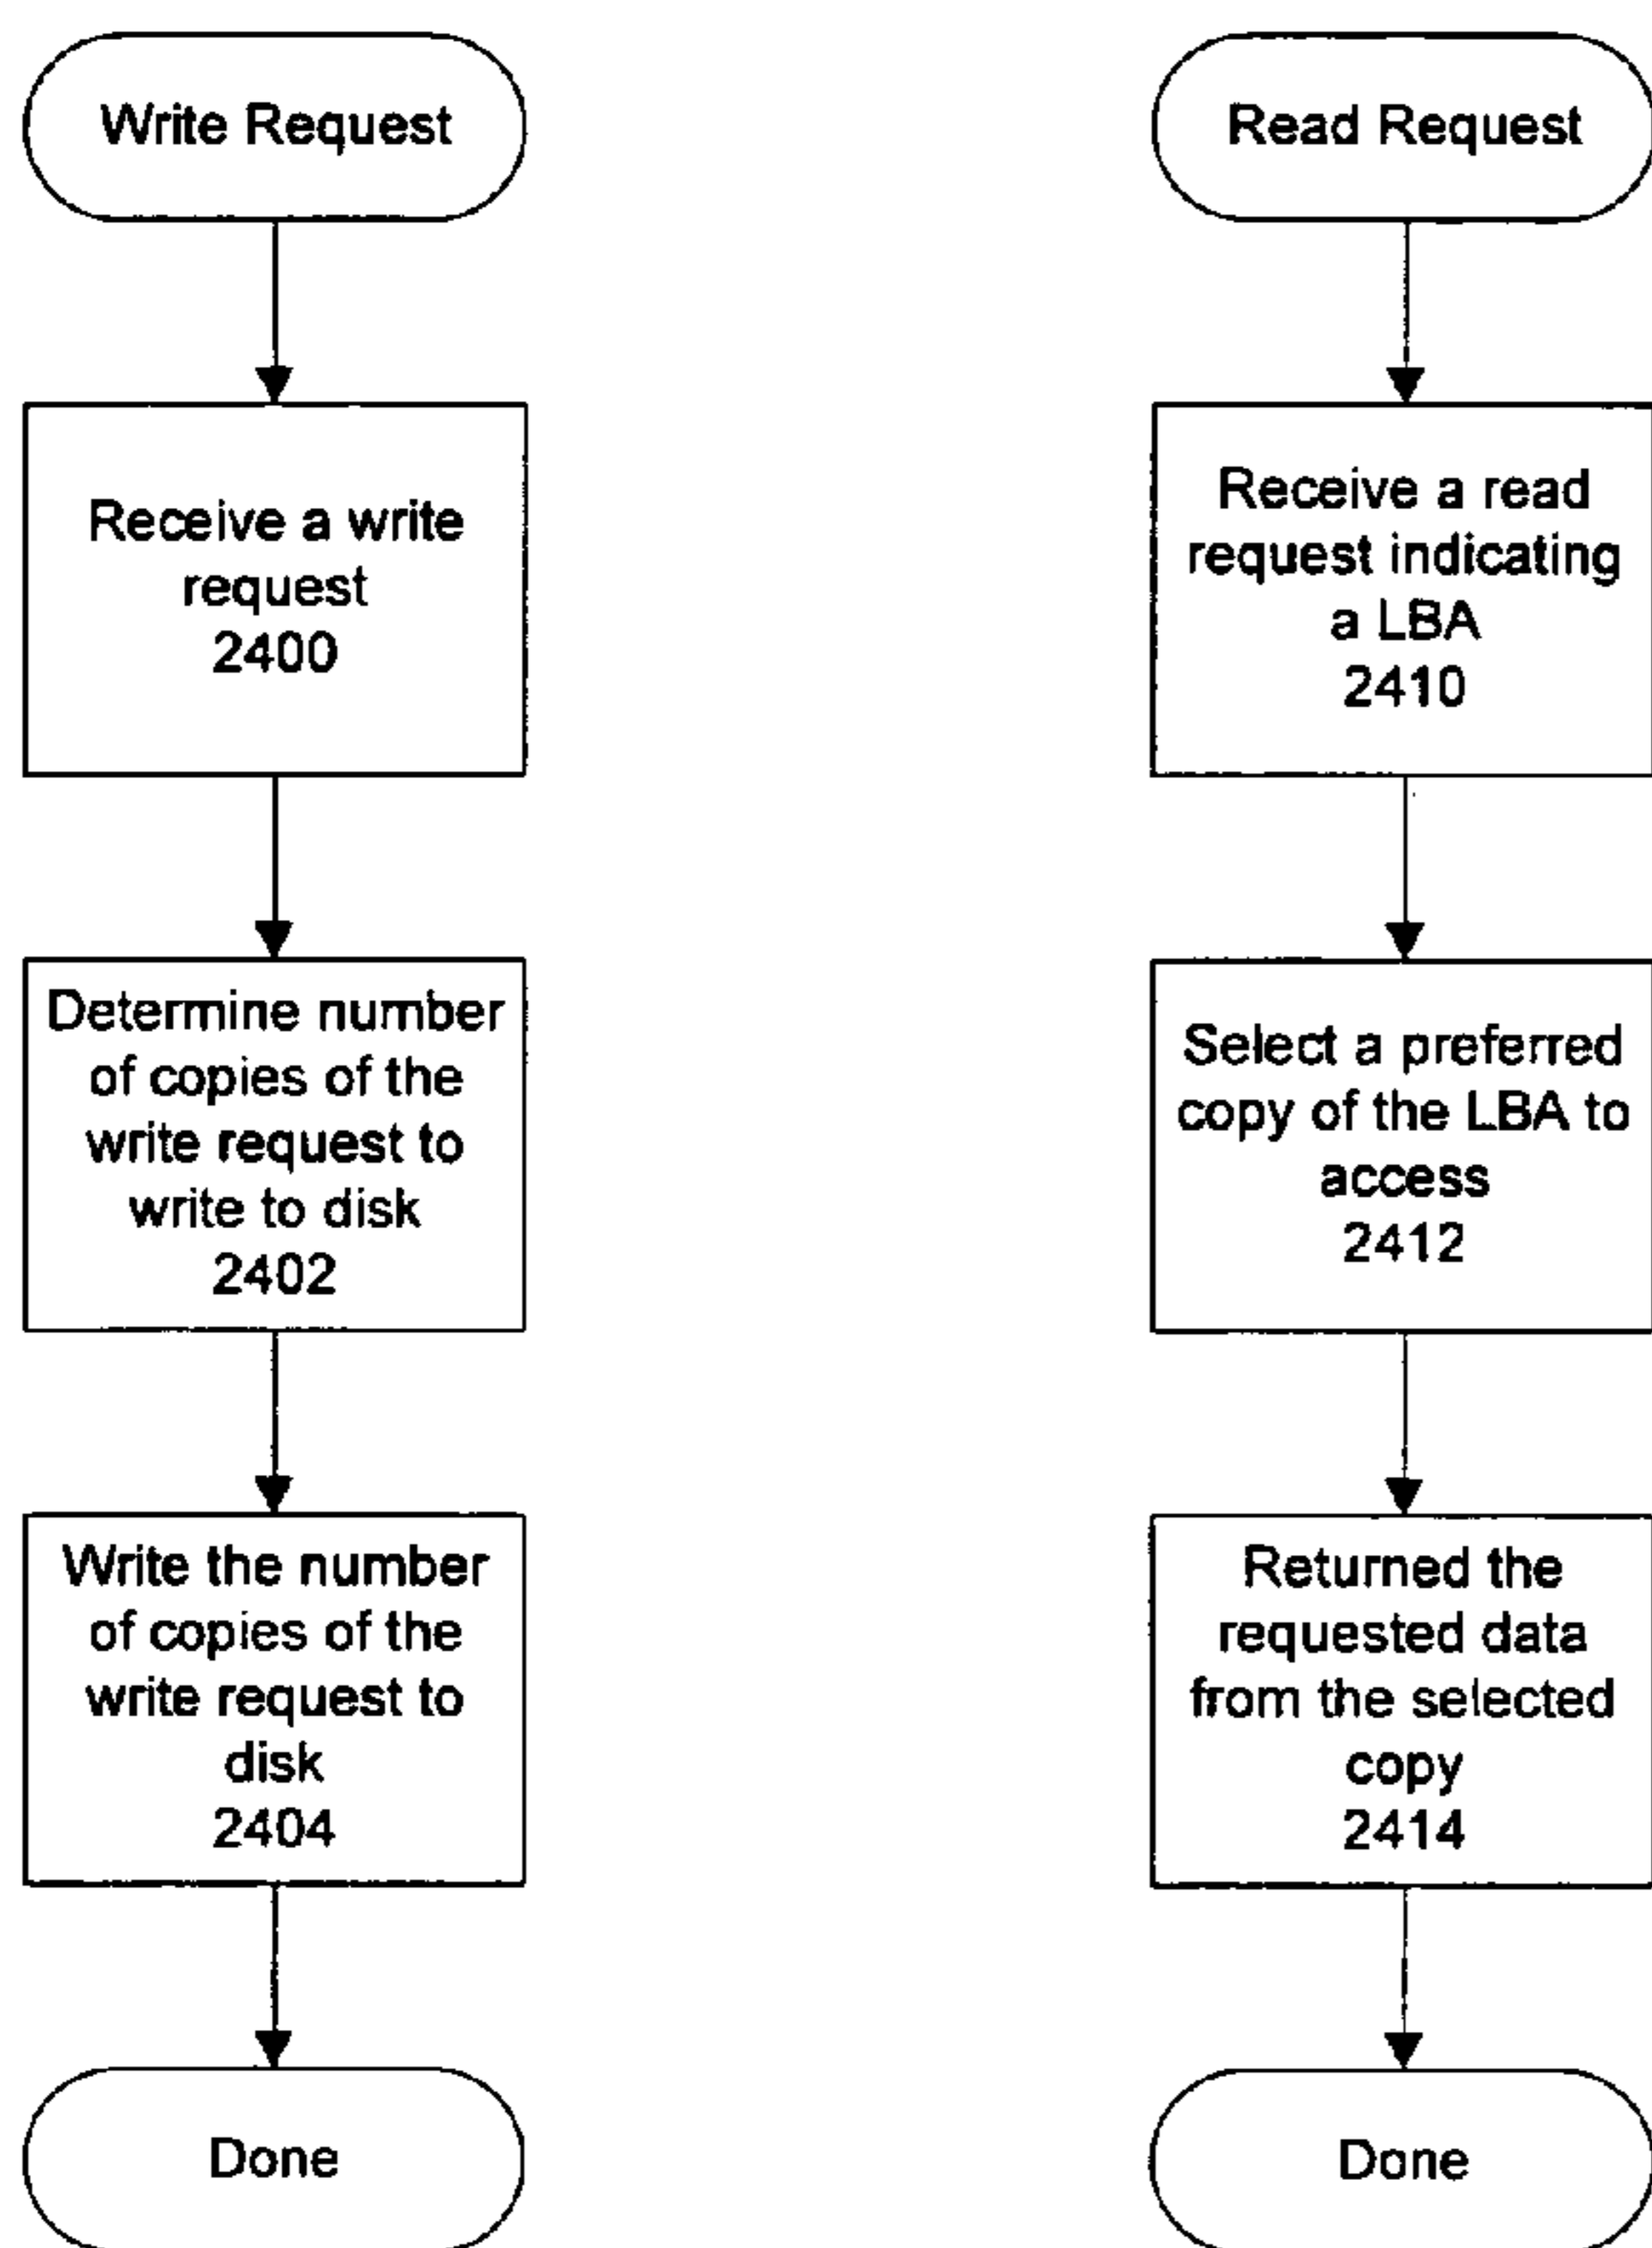 Write Request
Receive a write
request
2400
Determine number
of copies of the
write request to
write to disk
2402
Write the number
of copies of the
write request to
disk
2404
Done
Read Request
Receive a read
request indicating
a LBA
2410
Select a preferred
copy of the LBA to
access
2412
Returned the
requested data
from the selected
copy
2414
Done